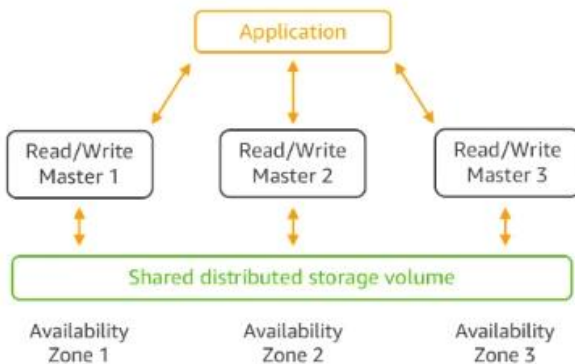 Application
Read/Write
Master 1
Read/Write
Master 2
Read/Write
Master 3
Shared distributed storage volume
Availability
Zone 1
Availability
Zone 2
Availability
Zone 3